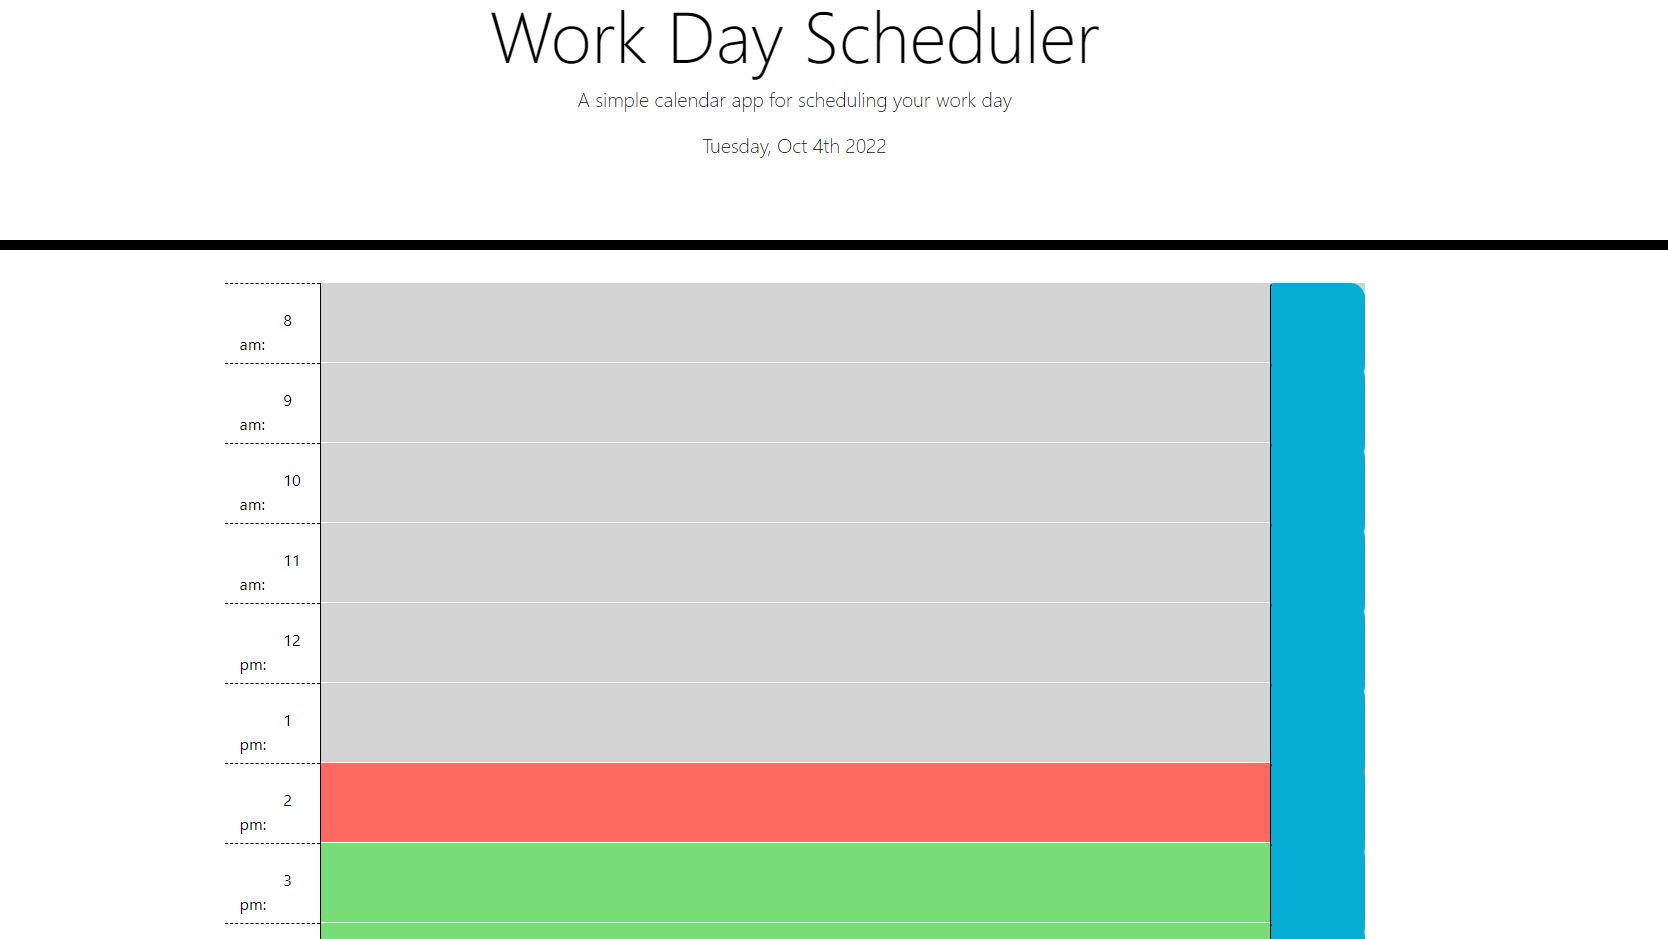 Work Day Scheduler
A simple calendar app for scheduling your work day
Tuesday, Oct 4th 2022
8
am:
9
am:
10
am:
11
am:
12
pm:
1
pm:
2
pm:
3
pm: